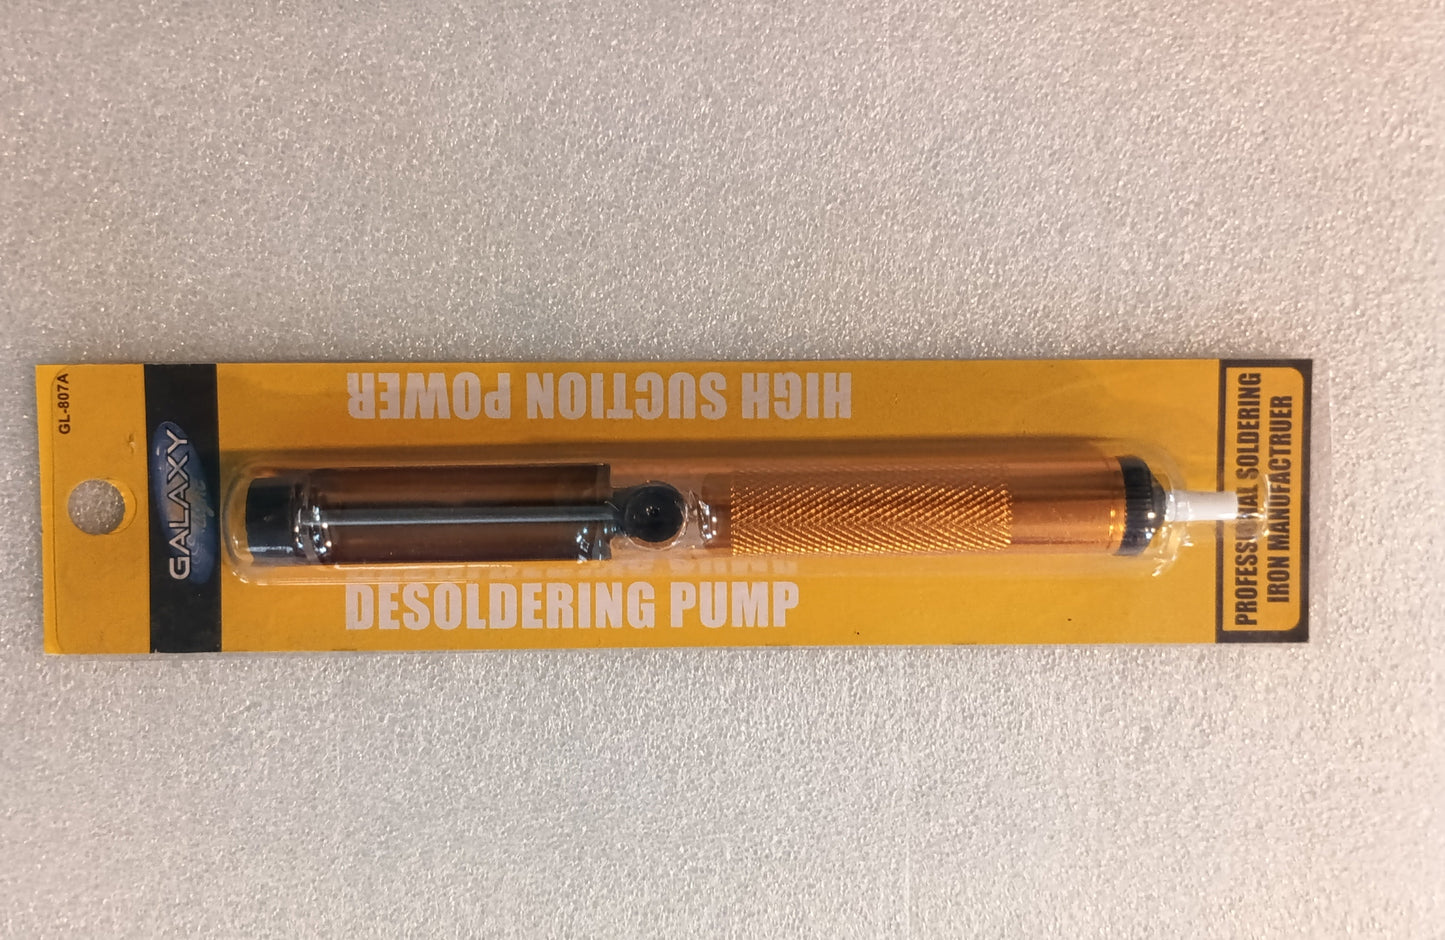 GL-807A
GALAXY
HIGH SUCTION POWER
DESOLDERING PUMP
PROFESSIONAL SOLDERING
IRON MANUFACTRUER